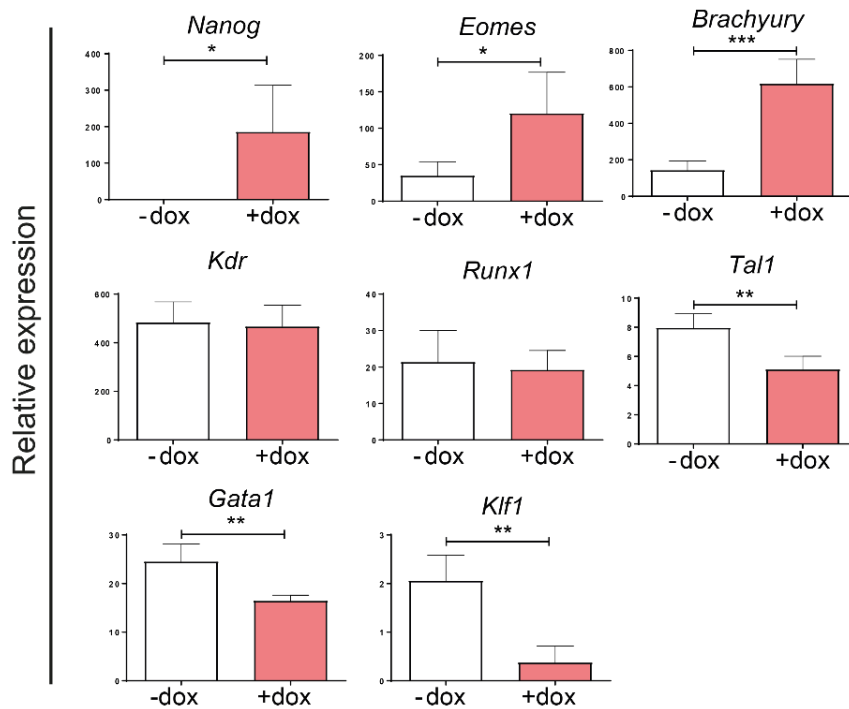 Relative expression
Nanog
*
400
300
200
100
0
-dox +dox
Eomes
*
200
150
100
50
0
-dox +dox
Brachyury
***
800
600
400
200
0
-dox +dox
Kdr
600
400
200
0
-dox +dox
Runx1
40
30
20
10
0
-dox +dox
Tal1
**
10
8
6
4
2
0
-dox +dox
Gata1
**
30
20
10
0
-dox +dox
Klf1
**
3
2
1
0
-dox +dox